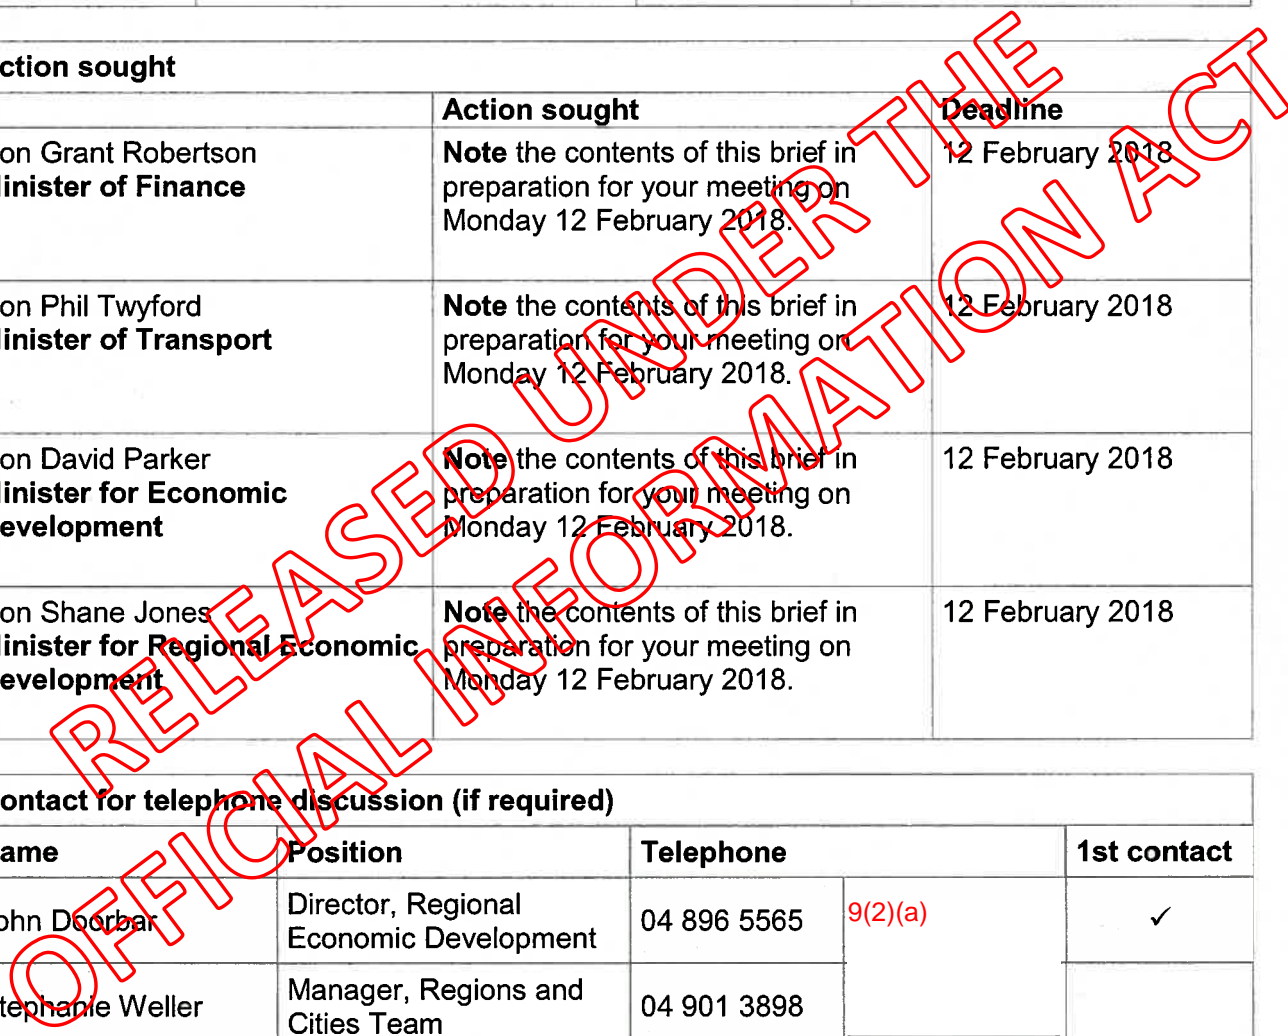 ction sought
Action sought Deadline
on Grant Robertson Note the contents of this brief in 12 February 2018
linister of Finance preparation for your meeting on
Monday 12 February 2018.
on Phil Twyford Note the contents of this brief in 12 February 2018
linister of Transport preparation for your meeting on
Monday 12 February 2018.
on David Parker Note the contents of this brief in 12 February 2018
linister for Economic preparation for your meeting on
evelopment Monday 12 February 2018.
on Shane Jones Note the contents of this brief in 12 February 2018
linister for Regional Economic preparation for your meeting on
evelopment Monday 12 February 2018.
ontact for telephone discussion (if required)
ame Position Telephone 1st contact
ohn Doorbar Director, Regional Economic Development 04 896 5565 9(2)(a) ✓
tephanie Weller Manager, Regions and Cities Team 04 901 3898
RELEASED UNDER THE
OFFICIAL INFORMATION ACT